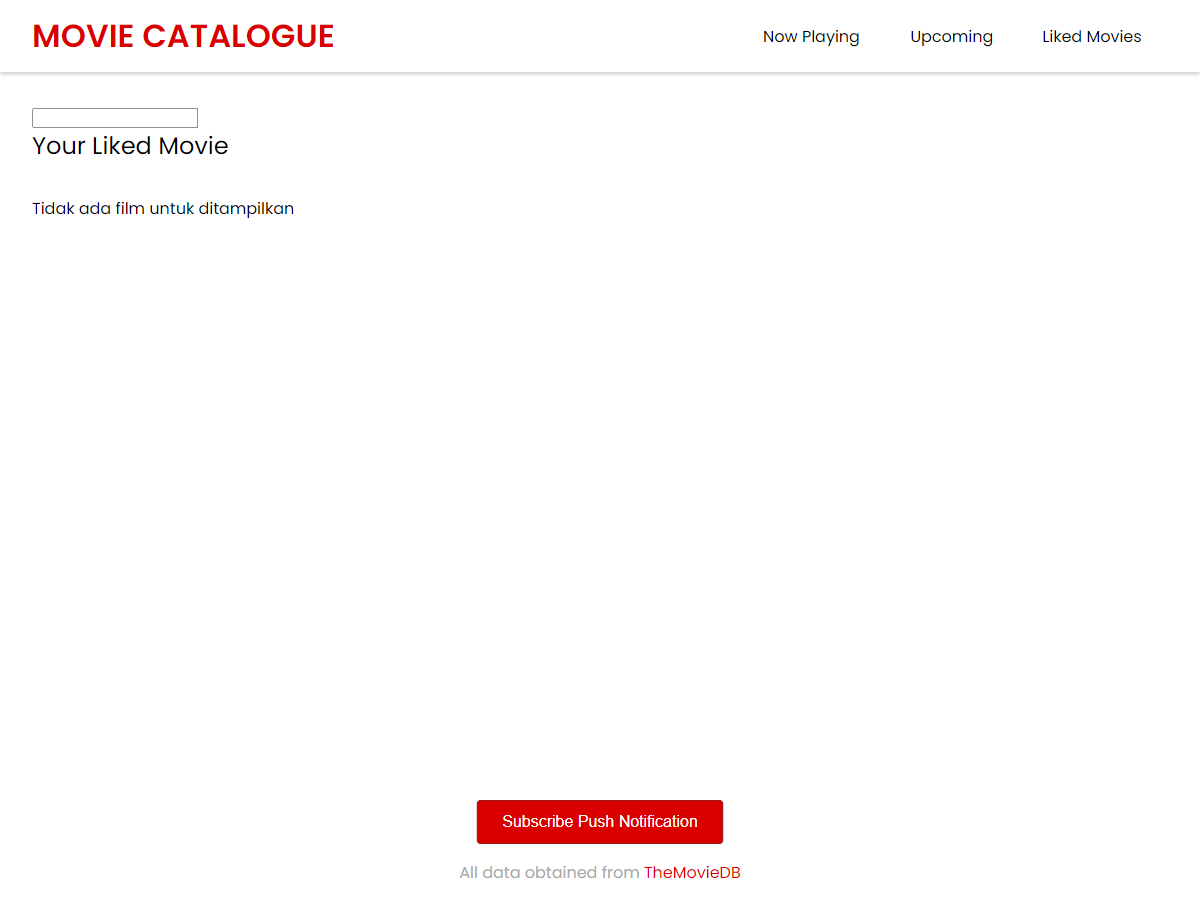 MOVIE CATALOGUE
Now Playing Upcoming Liked Movies
Your Liked Movie
Tidak ada film untuk ditampilkan
Subscribe Push Notification
All data obtained from TheMovieDB